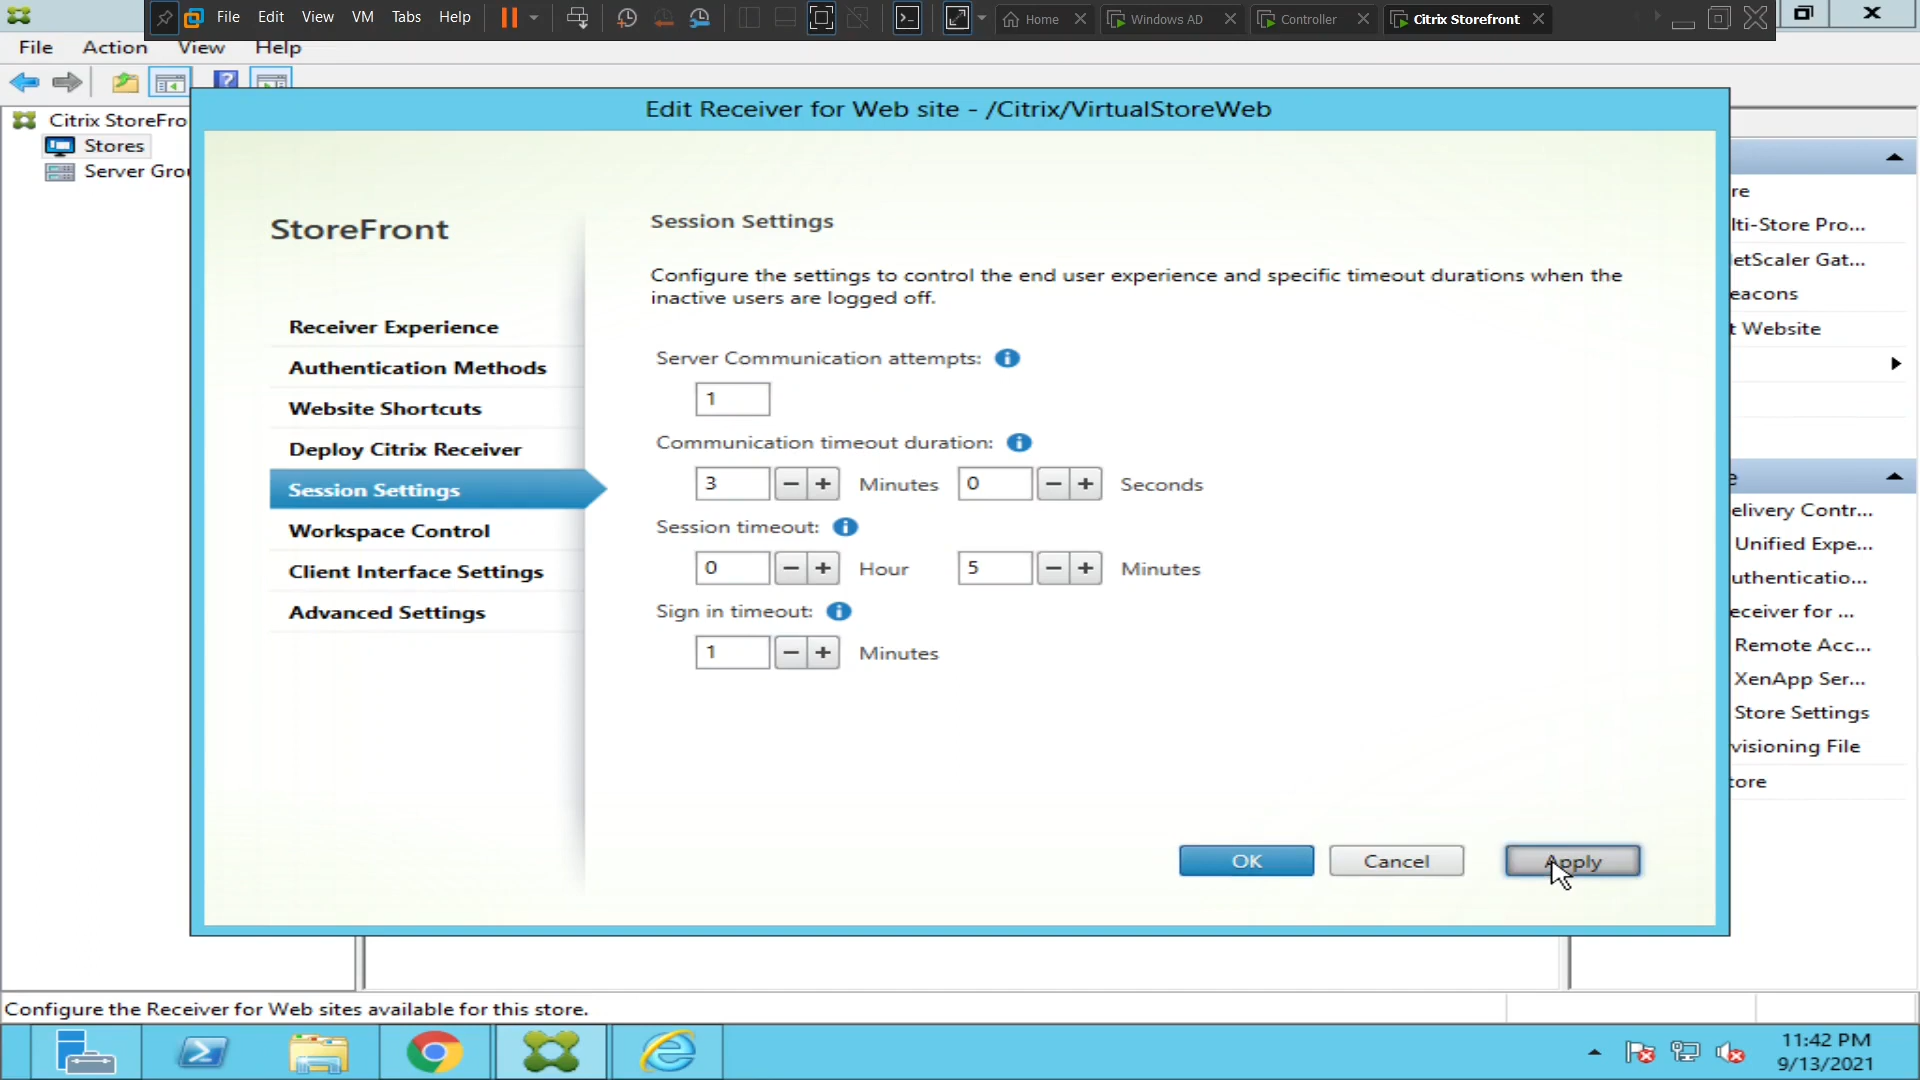 File Edit View VM Tabs Help
Home
Windows AD
Controller
Citrix Storefront
File Action View Help
Edit Receiver for Web site - /Citrix/VirtualStoreWeb
Citrix StoreFro
Stores
Server Grou
StoreFront
Receiver Experience
Authentication Methods
Website Shortcuts
Deploy Citrix Receiver
Session Settings
Workspace Control
Client Interface Settings
Advanced Settings
Session Settings
Configure the settings to control the end user experience and specific timeout durations when the
inactive users are logged off.
Server Communication attempts:
1
Communication timeout duration:
3 Minutes 0 Seconds
Session timeout:
0 Hour 5 Minutes
Sign in timeout:
1 Minutes
OK Cancel Apply
re
lti-Store Pro...
letScaler Gat...
eacons
t Website
e
elivery Contr...
Unified Expe...
uthenticatio...
eceiver for ...
Remote Acc...
XenApp Ser...
Store Settings
visioning File
tore
Configure the Receiver for Web sites available for this store.
11:42 PM
9/13/2021